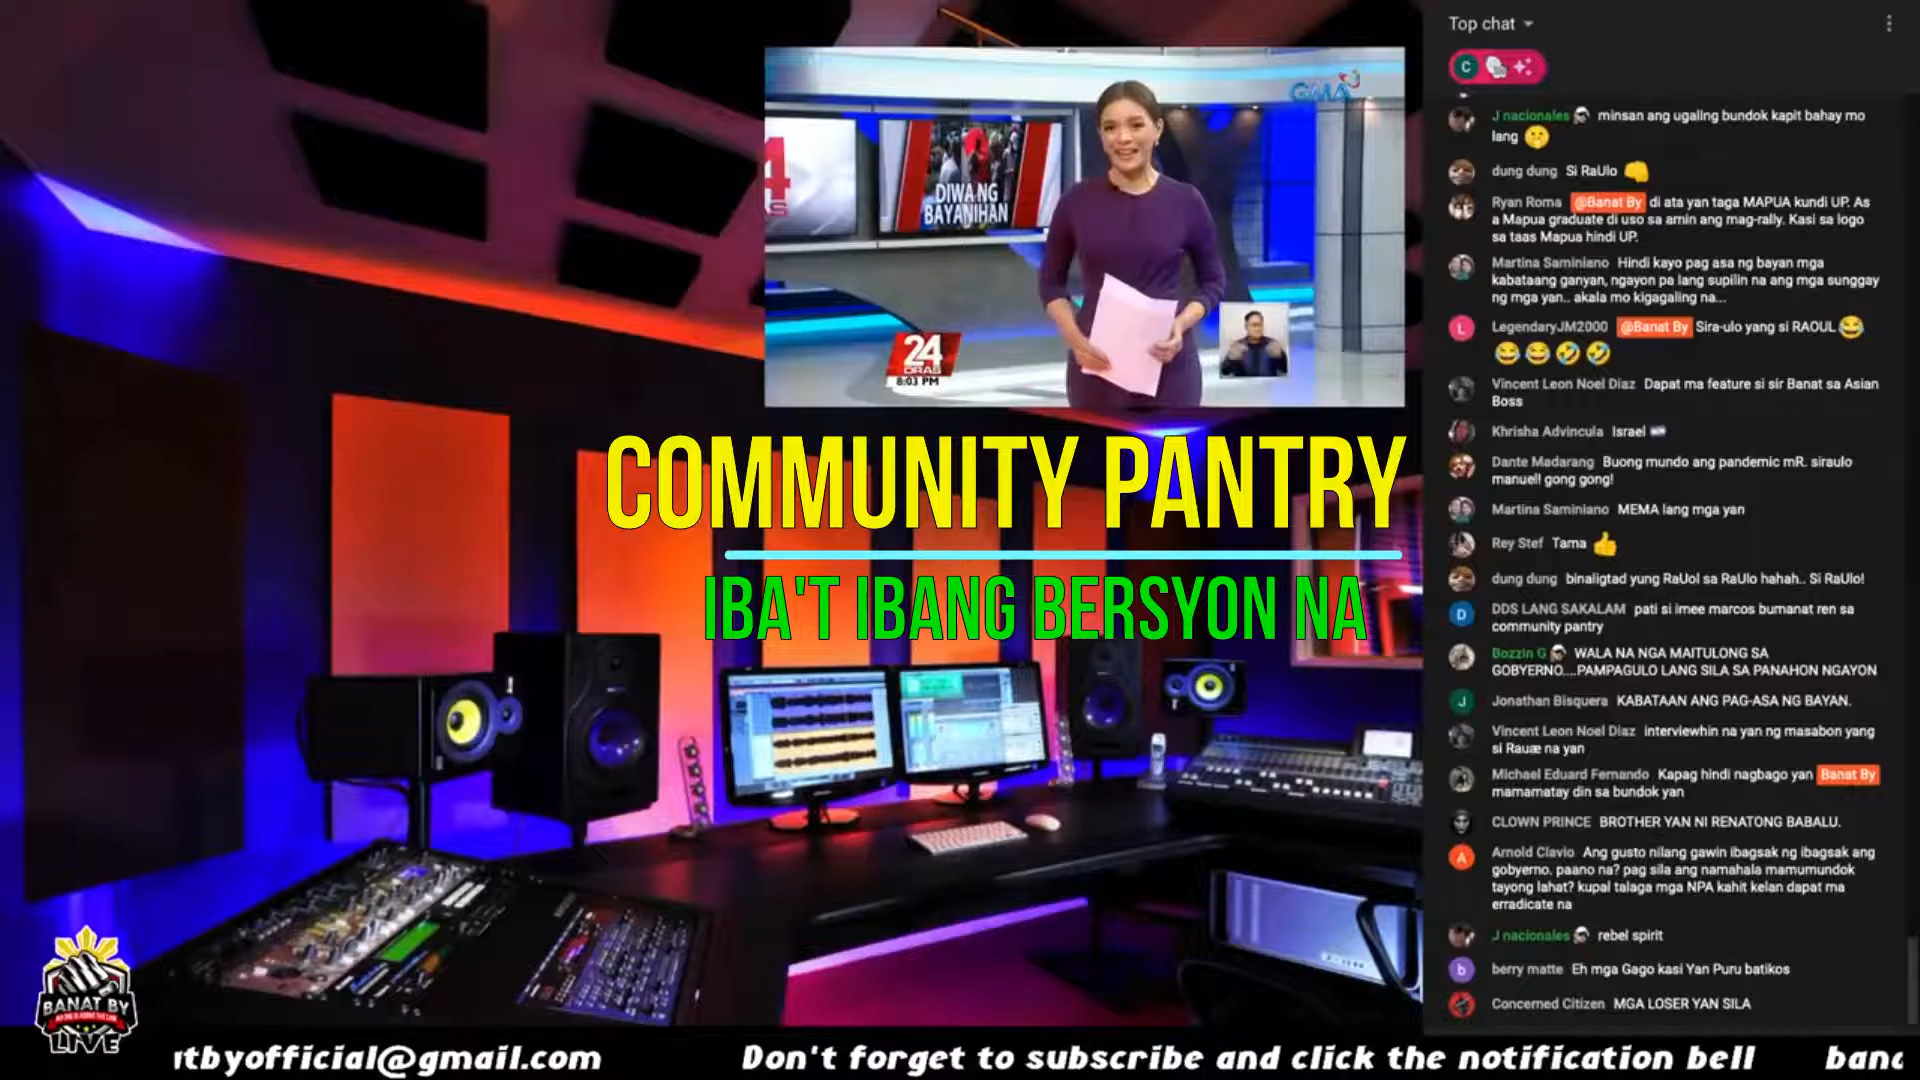 GMA
DIWANG
BAYANIHAN
24
ORAS
8:03 PM
COMMUNITY PANTRY
IBA'T IBANG BERSYON NA
BANAT BY
LIVE
Top chat
C
J nacionales minsan ang ugaling bundok kapit bahay mo
lang 🤫
dung dung Si RaUlo 👊
Ryan Roma @Banat By di ata yan taga MAPUA kundi UP. As
a Mapua graduate di uso sa amin ang mag-rally. Kasi sa logo
sa taas Mapua hindi UP.
Martina Saminiano Hindi kayo pag asa ng bayan mga
kabataang ganyan, ngayon pa lang supilin na ang mga sunggay
ng mga yan.. akala mo kigagaling na...
L
LegendaryJM2000 @Banat By Sira-ulo yang si RAOUL 😂
😂😂🤣🤣
Vincent Leon Noel Diaz Dapat ma feature si sir Banat sa Asian
Boss
Khrisha Advincula Israel 🇮🇱
Dante Madarang Buong mundo ang pandemic mR. siraulo
manuel! gong gong!
Martina Saminiano MEMA lang mga yan
Rey Stef Tama 👍
dung dung binaligtad yung RaUol sa RaUlo hahah.. Si RaUlo!
D
DDS LANG SAKALAM pati si imee marcos bumanat ren sa
community pantry
Bozzin G WALA NA NGA MAITULONG SA
GOBYERNO....PAMPAGULO LANG SILA SA PANAHON NGAYON
J
Jonathan Bisquera KABATAAN ANG PAG-ASA NG BAYAN.
Vincent Leon Noel Diaz interviewhin na yan ng masabon yang
si Rauæ na yan
Michael Eduard Fernando Kapag hindi nagbago yan Banat By
mamamatay din sa bundok yan
CLOWN PRINCE BROTHER YAN NI RENATONG BABALU.
A
Arnold Clavio Ang gusto nilang gawin ibagsak ng ibagsak ang
gobyerno. paano na? pag sila ang namahala mamumundok
tayong lahat? kupal talaga mga NPA kahit kelan dapat ma
erradicate na
J nacionales rebel spirit
b
berry matte Eh mga Gago kasi Yan Puru batikos
Concerned Citizen MGA LOSER YAN SILA
tbyofficial@gmail.com Don't forget to subscribe and click the notification bell bana